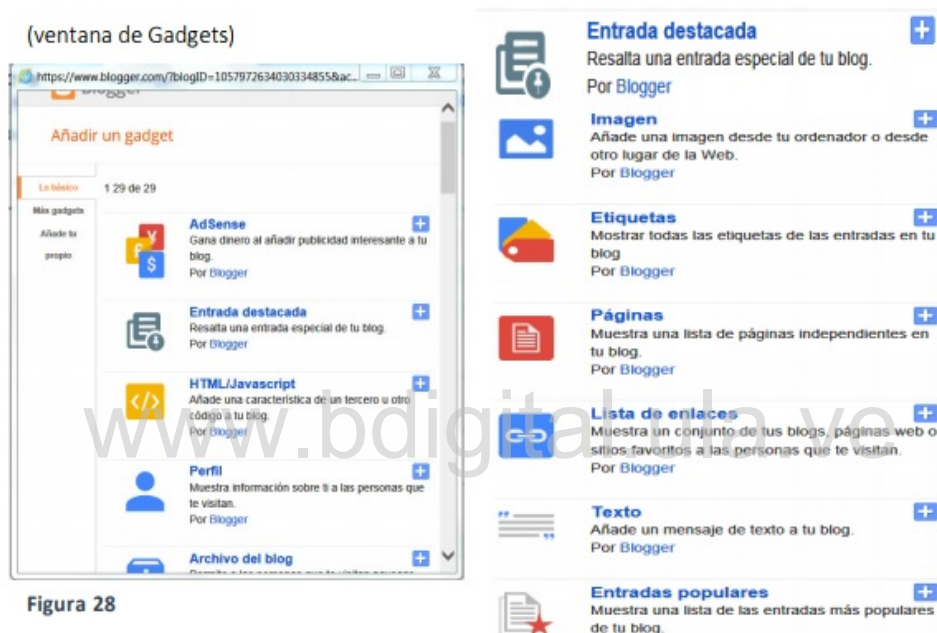 (ventana de Gadgets)
https://www.blogger.com/?blogID=1057972634030334855&ac...
Blogger
Añadir un gadget
Lo básico
Más gadgets
Añade tu
propio
1 29 de 29
AdSense
Gana dinero al añadir publicidad interesante a tu
blog.
Por Blogger
Entrada destacada
Resalta una entrada especial de tu blog.
Por Blogger
HTML/Javascript
Añade una característica de un tercero u otro
código a tu blog.
Por Blogger
Perfil
Muestra información sobre ti a las personas que
te visitan.
Por Blogger
Archivo del blog
Figura 28
Entrada destacada
Resalta una entrada especial de tu blog.
Por Blogger
Imagen
Añade una imagen desde tu ordenador o desde
otro lugar de la Web.
Por Blogger
Etiquetas
Mostrar todas las etiquetas de las entradas en tu
blog
Por Blogger
Páginas
Muestra una lista de páginas independientes en
tu blog.
Por Blogger
Lista de enlaces
Muestra un conjunto de tus blogs, páginas web o
sitios favoritos a las personas que te visitan.
Por Blogger
Texto
Añade un mensaje de texto a tu blog.
Por Blogger
Entradas populares
Muestra una lista de las entradas más populares
de tu blog.
www.bdigital.ula.ve